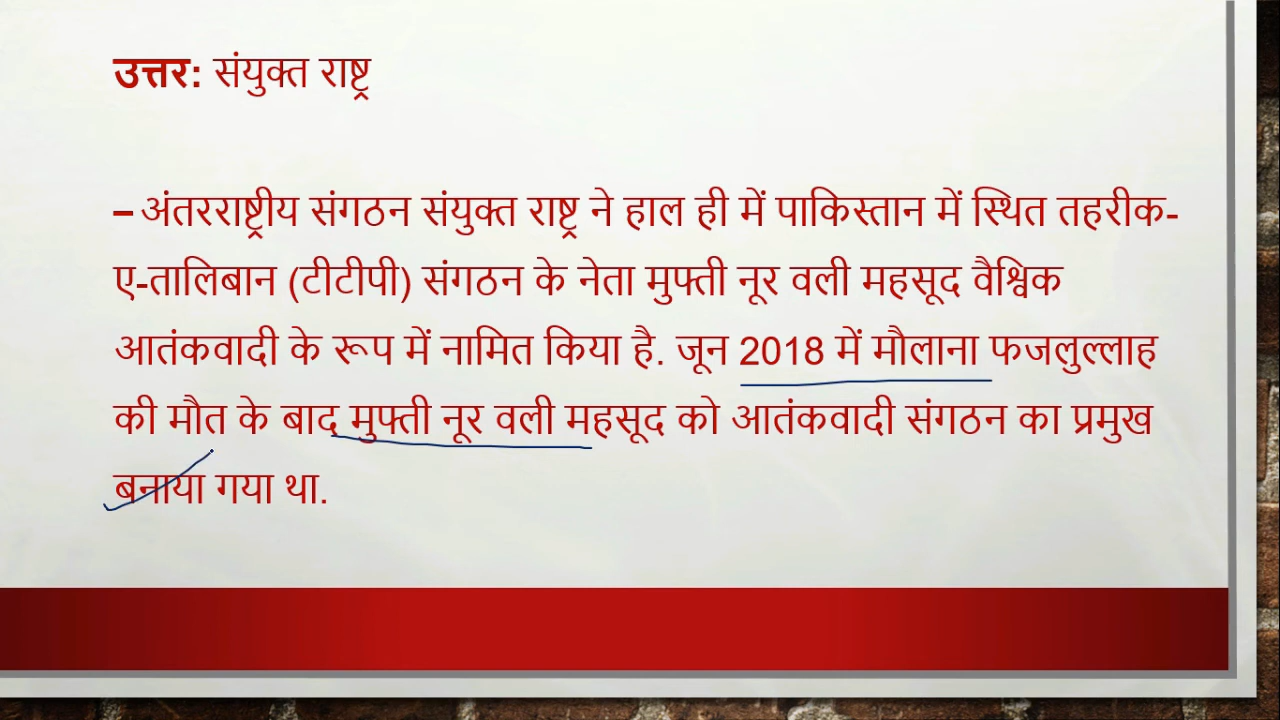 उत्तर: संयुक्त राष्ट्र
– अंतरराष्ट्रीय संगठन संयुक्त राष्ट्र ने हाल ही में पाकिस्तान में स्थित तहरीक-
ए-तालिबान (टीटीपी) संगठन के नेता मुफ्ती नूर वली महसूद वैश्विक
आतंकवादी के रूप में नामित किया है. जून 2018 में मौलाना फजलुल्लाह
की मौत के बाद मुफ्ती नूर वली महसूद को आतंकवादी संगठन का प्रमुख
बनाया गया था.